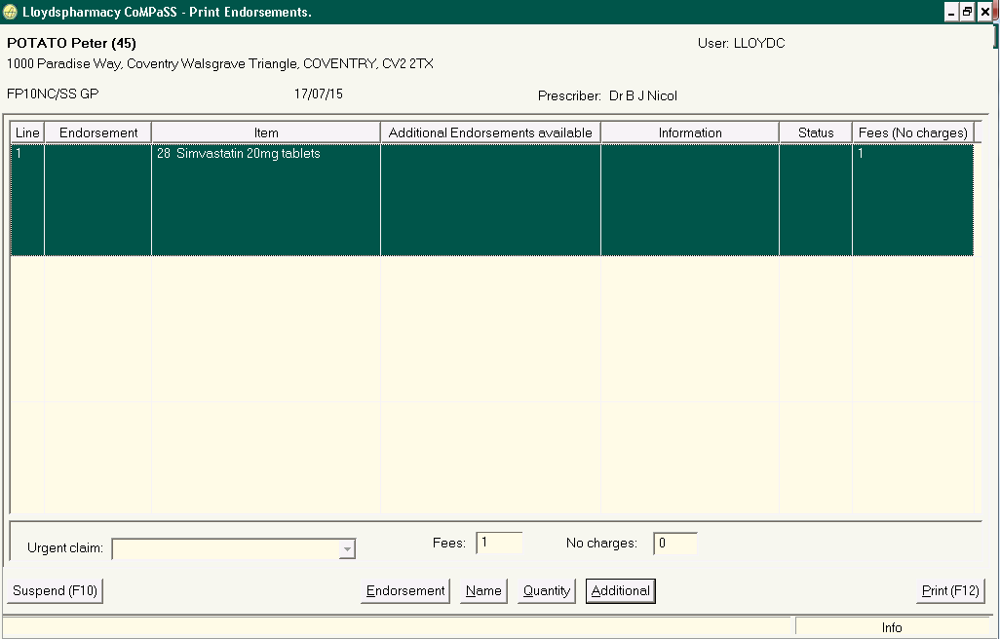 Lloydspharmacy CoMPaSS - Print Endorsements.
POTATO Peter (45)
User: LLOYDC
1000 Paradise Way, Coventry Walsgrave Triangle, COVENTRY, CV2 2TX
FP10NC/SS GP 17/07/15 Prescriber: Dr B J Nicol
Line Endorsement Item Additional Endorsements available Information Status Fees (No charges)
1 28 Simvastatin 20mg tablets 1
Urgent claim: Fees: 1 No charges: 0
Suspend (F10) Endorsement Name Quantity Additional Print (F12)
Info